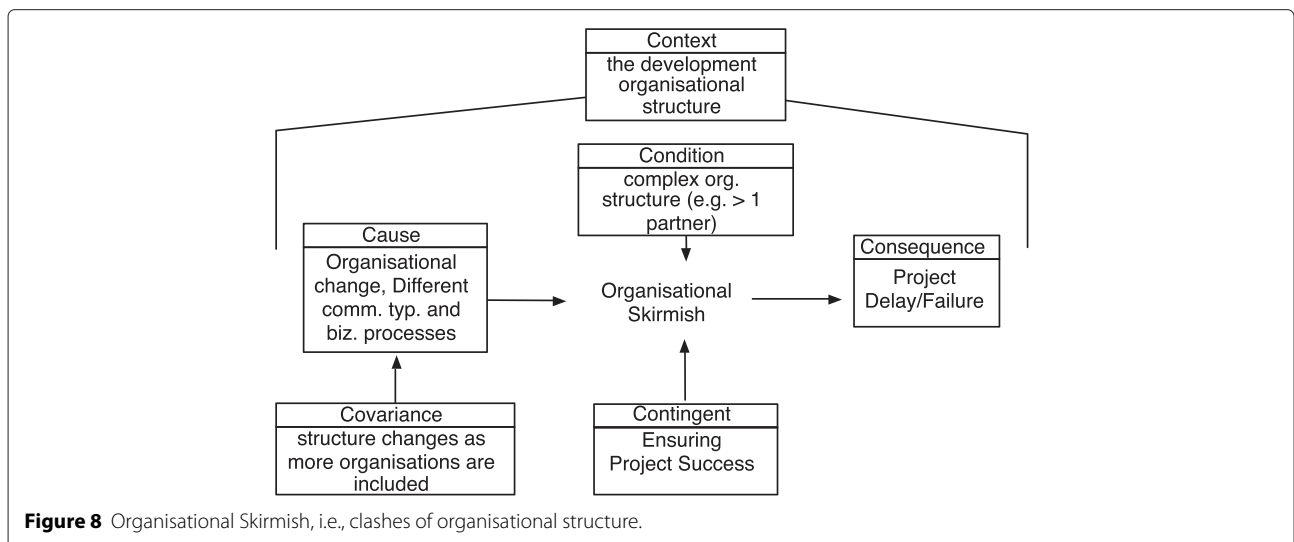 Context
the development
organisational
structure
Condition
complex org.
structure (e.g. > 1
partner)
Cause
Organisational
change, Different
comm. typ. and
biz. processes
Organisational
Skirmish
Consequence
Project
Delay/Failure
Covariance
structure changes as
more organisations are
included
Contingent
Ensuring
Project Success
Figure 8 Organisational Skirmish, i.e., clashes of organisational structure.